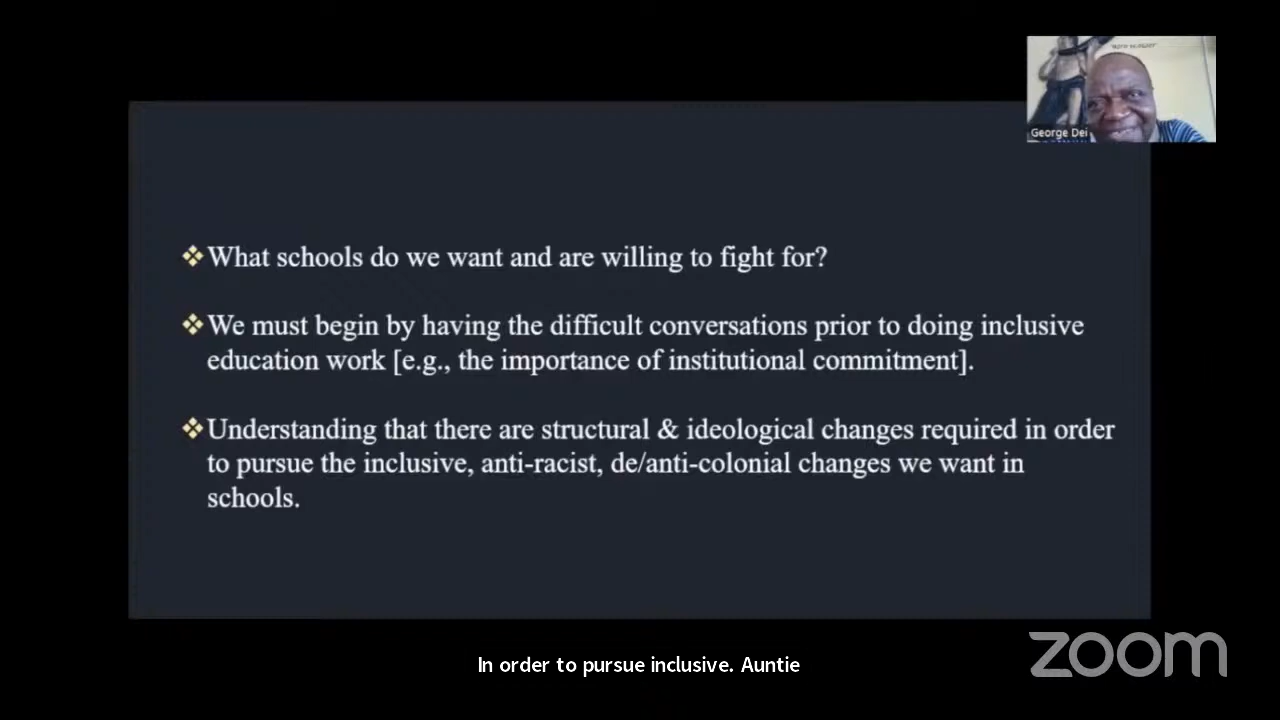 George Dei
❖What schools do we want and are willing to fight for?
❖We must begin by having the difficult conversations prior to doing inclusive
education work [e.g., the importance of institutional commitment].
❖Understanding that there are structural & ideological changes required in order
to pursue the inclusive, anti-racist, de/anti-colonial changes we want in
schools.
In order to pursue inclusive. Auntie
zoom